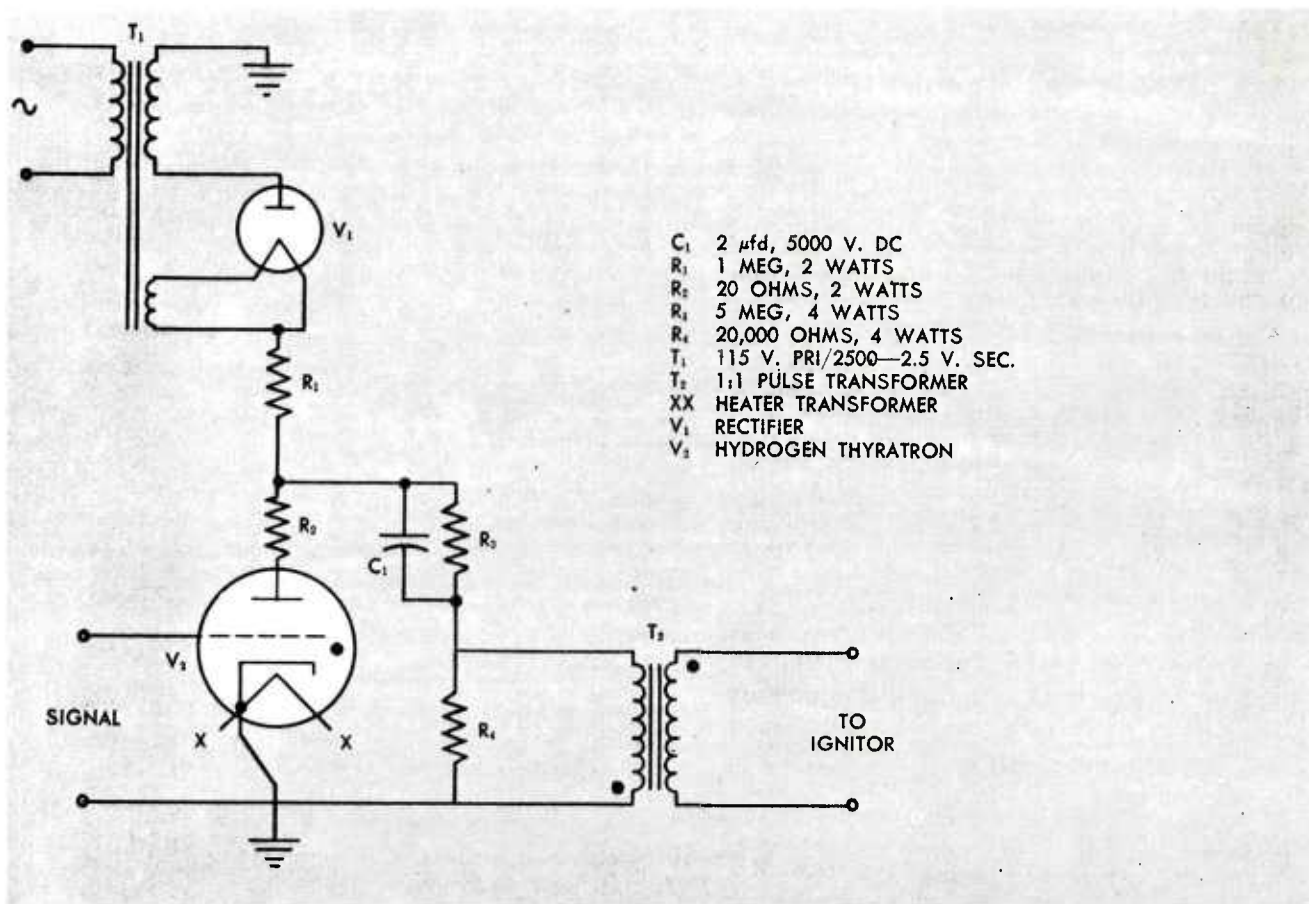 T₁
V₁
R₁
C₁ 2 μfd, 5000 V. DC
R₁ 1 MEG, 2 WATTS
R₂ 20 OHMS, 2 WATTS
R₃ 5 MEG, 4 WATTS
R₄ 20,000 OHMS, 4 WATTS
T₁ 115 V. PRI/2500—2.5 V. SEC.
T₂ 1:1 PULSE TRANSFORMER
XX HEATER TRANSFORMER
V₁ RECTIFIER
V₂ HYDROGEN THYRATRON
R₂
C₁
R₃
V₂
T₂
SIGNAL
X
X
R₄
TO
IGNITOR